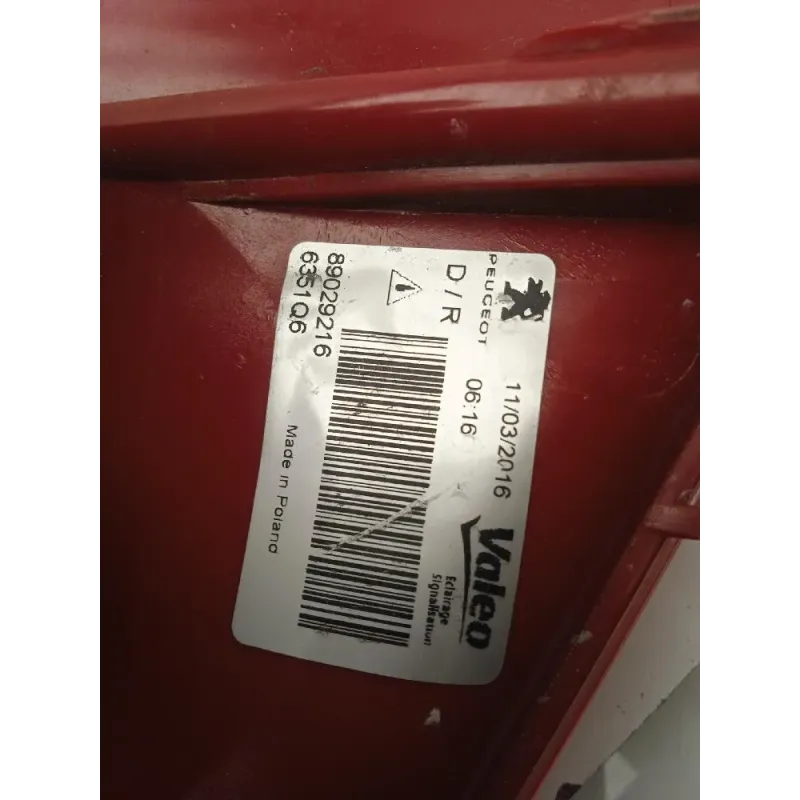 PEUGEOT
11/03/2016
D / R
06:16
Valeo
Eclairage
Signalisation
89029216
6351Q6
Made in Poland